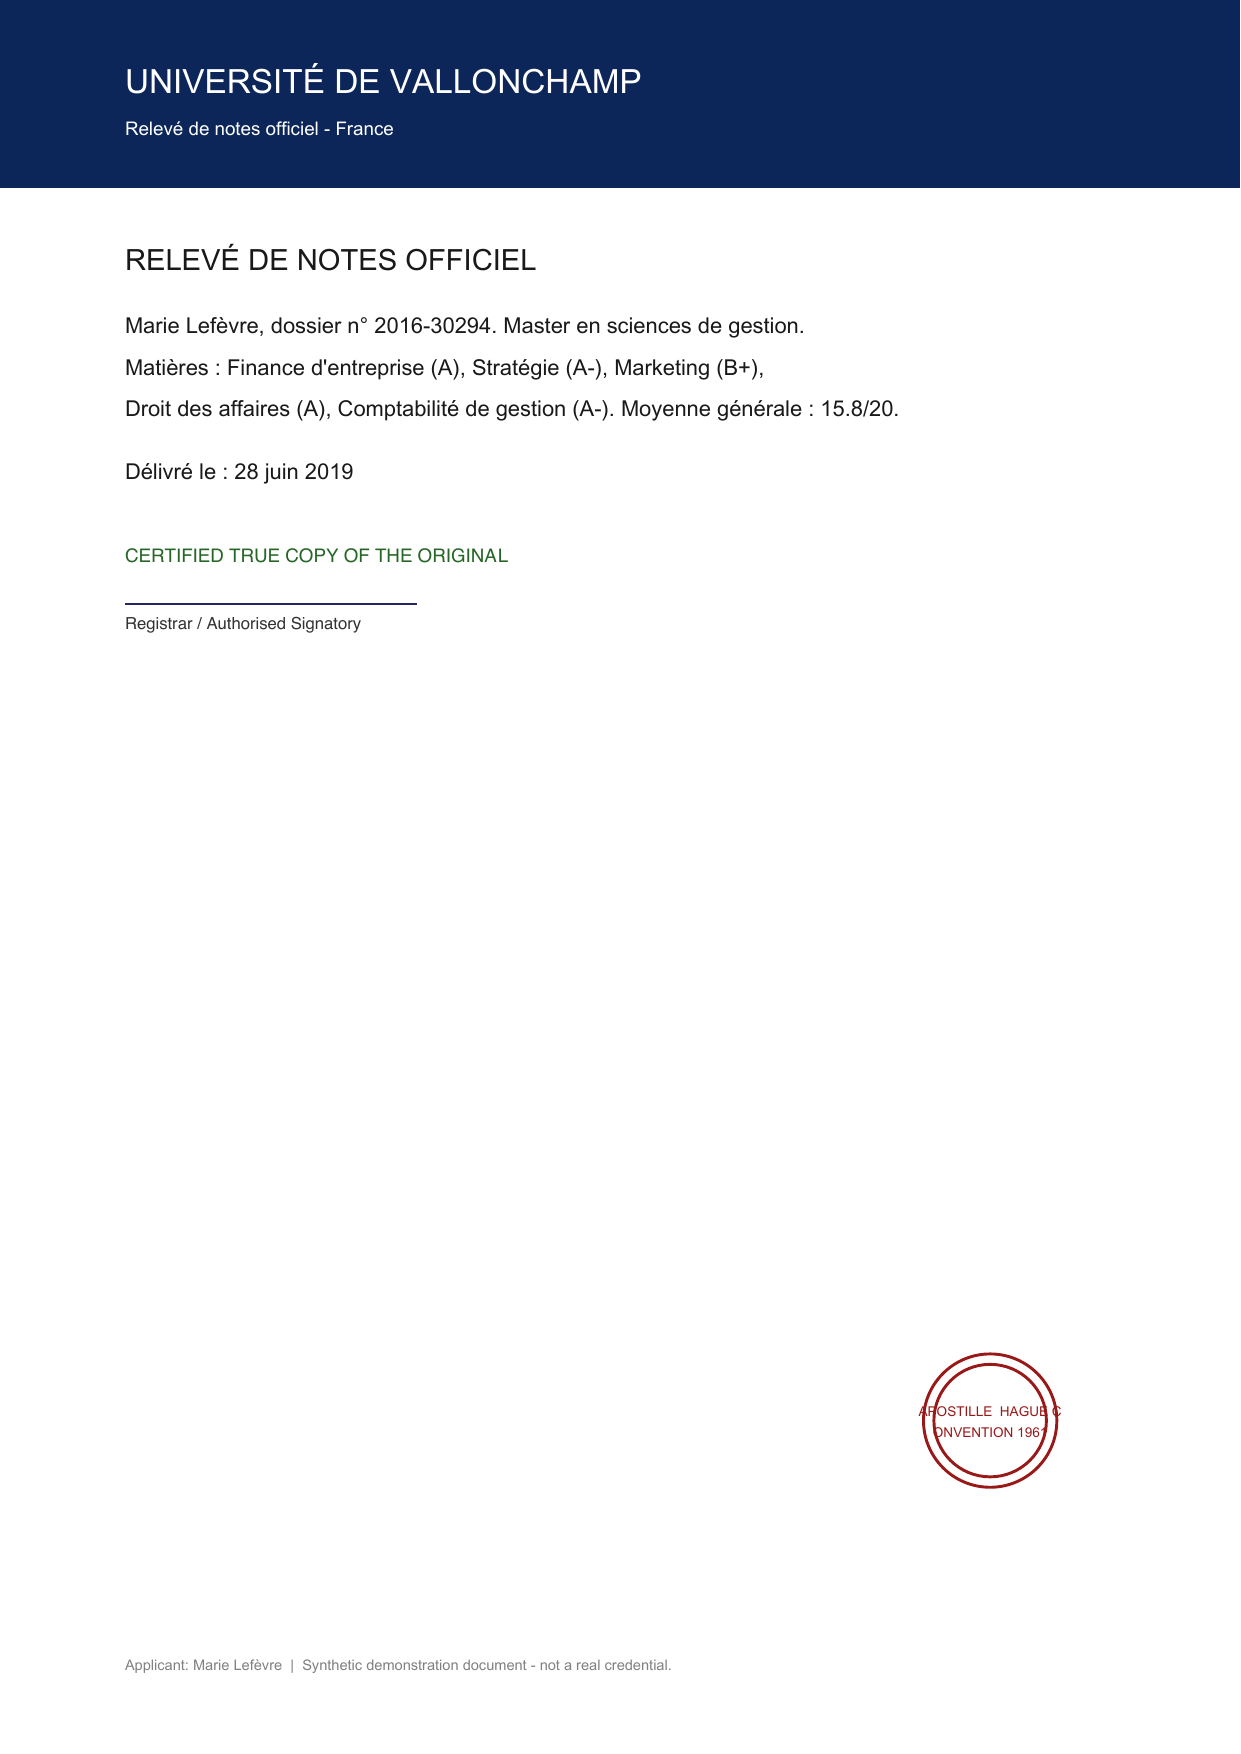 UNIVERSITÉ DE VALLONCHAMP
Relevé de notes officiel - France
RELEVÉ DE NOTES OFFICIEL
Marie Lefèvre, dossier n° 2016-30294. Master en sciences de gestion.
Matières : Finance d'entreprise (A), Stratégie (A-), Marketing (B+),
Droit des affaires (A), Comptabilité de gestion (A-). Moyenne générale : 15.8/20.
Délivré le : 28 juin 2019
CERTIFIED TRUE COPY OF THE ORIGINAL
Registrar / Authorised Signatory
APOSTILLE HAGUE C
ONVENTION 1961
Applicant: Marie Lefèvre | Synthetic demonstration document - not a real credential.